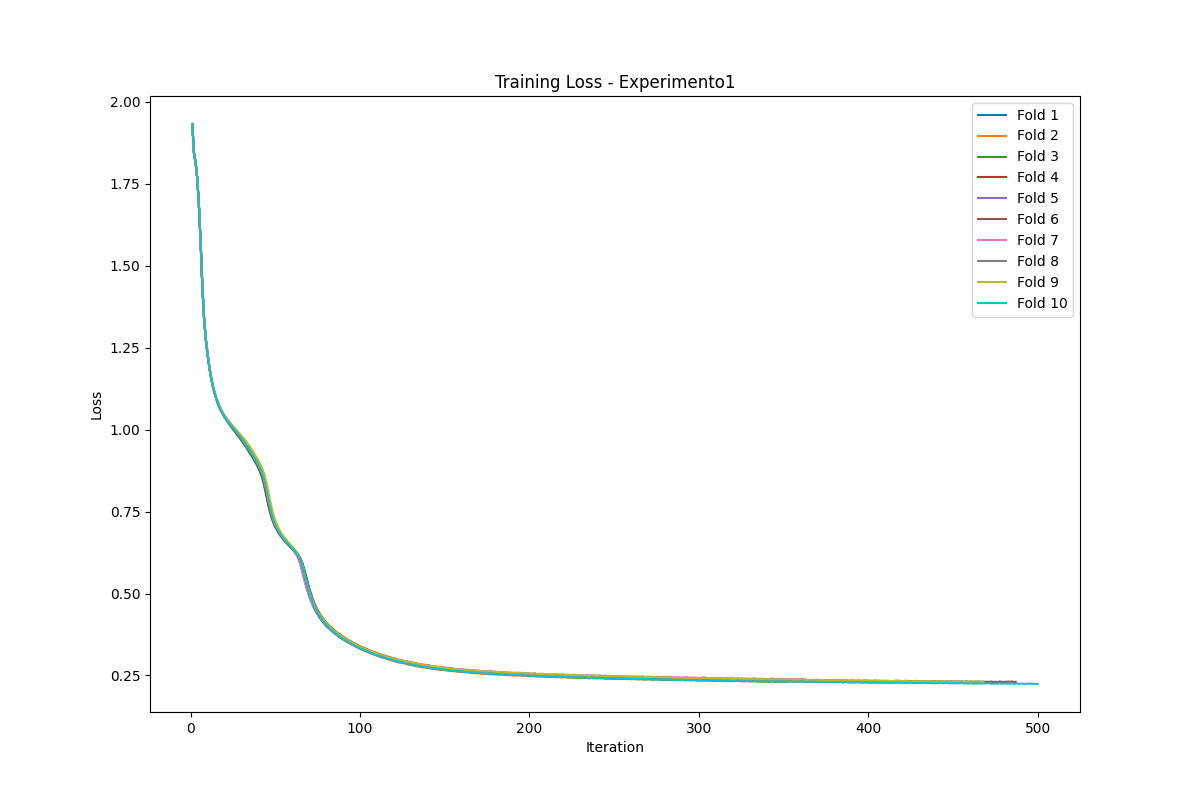 Training Loss - Experimento1
2.00
1.75
1.50
1.25
1.00
0.75
0.50
0.25
Loss
0
100
200
300
400
500
Iteration
Fold 1
Fold 2
Fold 3
Fold 4
Fold 5
Fold 6
Fold 7
Fold 8
Fold 9
Fold 10